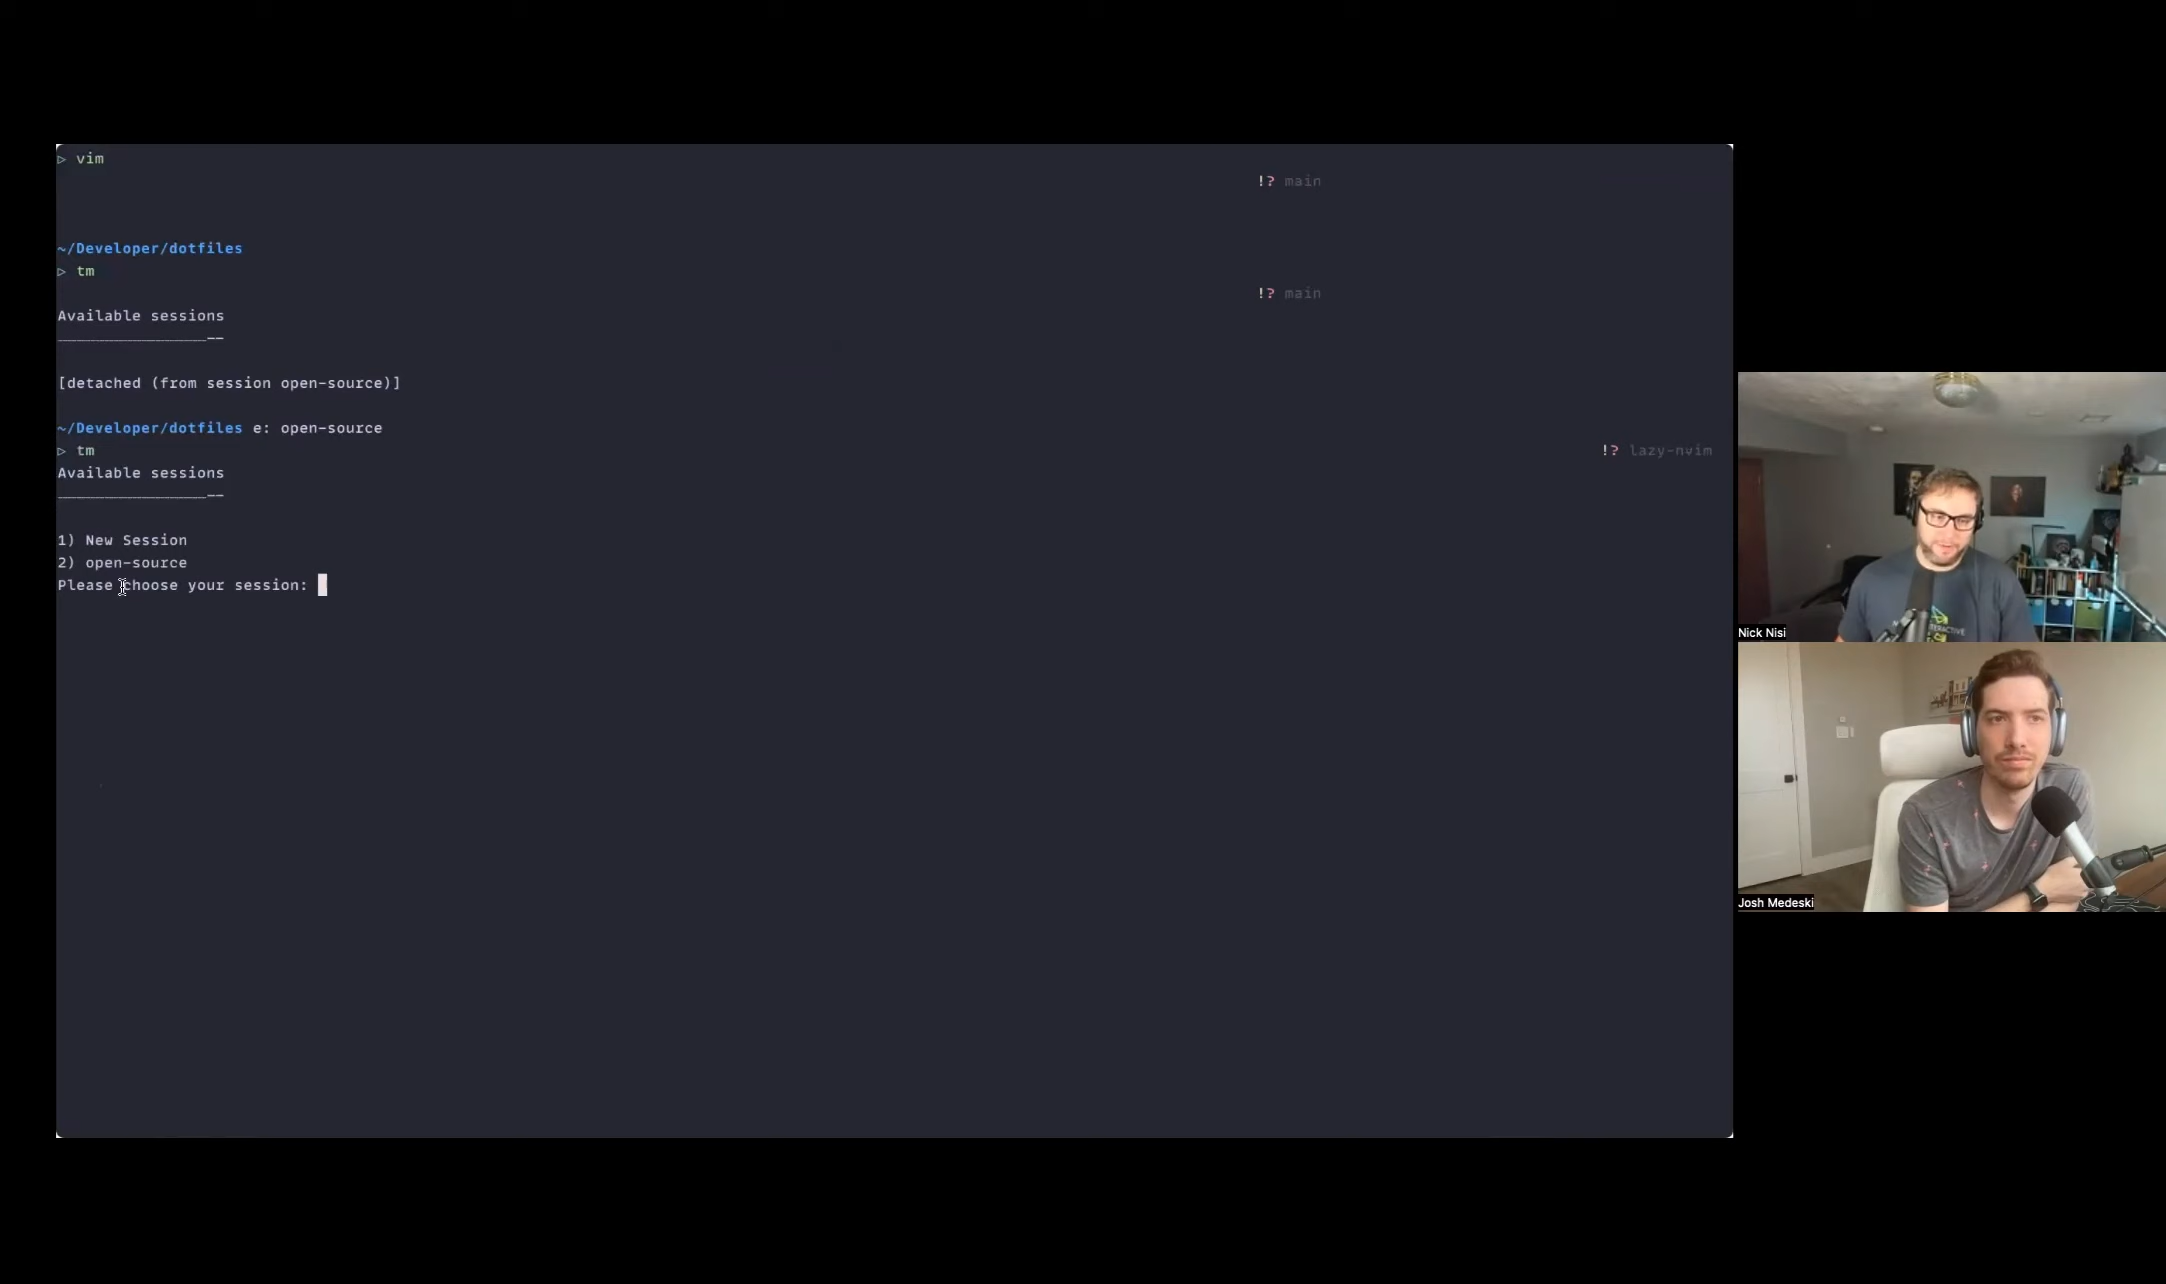 ▷ vim
!? main
~/Developer/dotfiles
▷ tm
!? main
Available sessions
--------------------
[detached (from session open-source)]
~/Developer/dotfiles e: open-source
▷ tm
!? lazy-nvim
Available sessions
--------------------
1) New Session
2) open-source
Please choose your session:
Nick Nisi
Josh Medeski